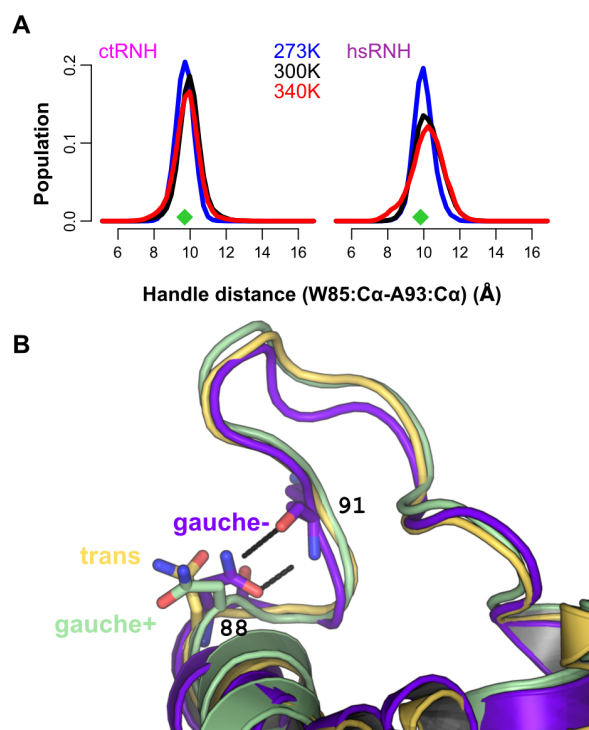 A
ctRNH
273K
300K
340K
hsRNH
Population
0.2
0.1
0.0
6 8 10 12 14 16
6 8 10 12 14 16
Handle distance (W85:Cα-A93:Cα) (Å)
B
91
gauche-
trans
gauche+
88